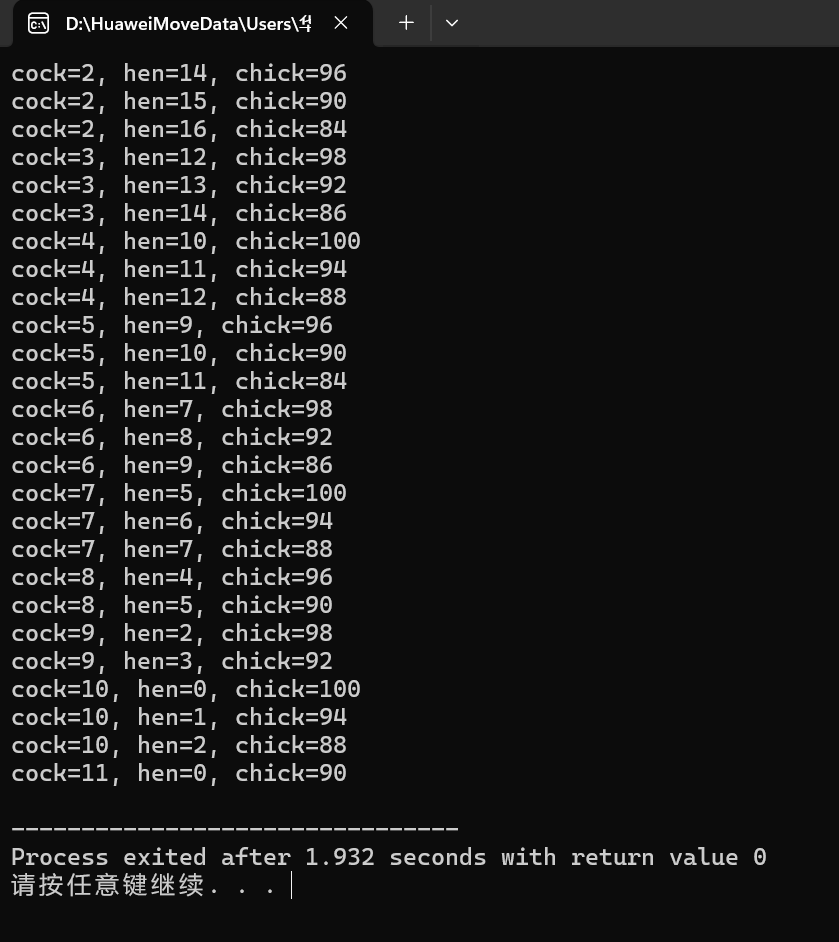 D:\HuaweiMoveData\Users\华
cock=2, hen=14, chick=96
cock=2, hen=15, chick=90
cock=2, hen=16, chick=84
cock=3, hen=12, chick=98
cock=3, hen=13, chick=92
cock=3, hen=14, chick=86
cock=4, hen=10, chick=100
cock=4, hen=11, chick=94
cock=4, hen=12, chick=88
cock=5, hen=9, chick=96
cock=5, hen=10, chick=90
cock=5, hen=11, chick=84
cock=6, hen=7, chick=98
cock=6, hen=8, chick=92
cock=6, hen=9, chick=86
cock=7, hen=5, chick=100
cock=7, hen=6, chick=94
cock=7, hen=7, chick=88
cock=8, hen=4, chick=96
cock=8, hen=5, chick=90
cock=9, hen=2, chick=98
cock=9, hen=3, chick=92
cock=10, hen=0, chick=100
cock=10, hen=1, chick=94
cock=10, hen=2, chick=88
cock=11, hen=0, chick=90
--------------------------------
Process exited after 1.932 seconds with return value 0
请按任意键继续. . .